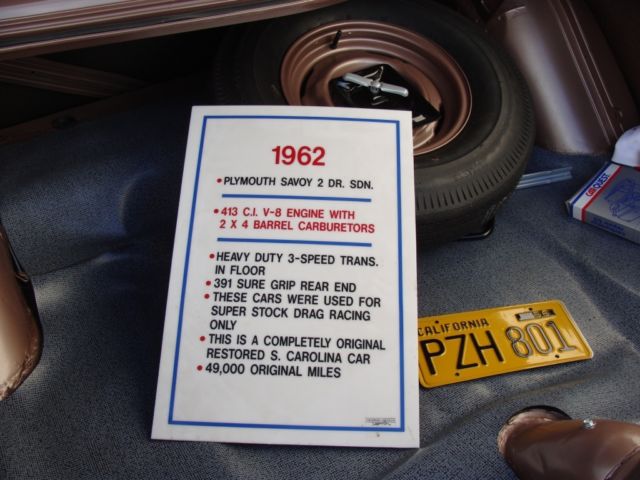 1962
• PLYMOUTH SAVOY 2 DR. SDN.
• 413 C.I. V-8 ENGINE WITH
2 X 4 BARREL CARBURETORS
• HEAVY DUTY 3-SPEED TRANS.
IN FLOOR
• 391 SURE GRIP REAR END
• THESE CARS WERE USED FOR
SUPER STOCK DRAG RACING
ONLY
• THIS IS A COMPLETELY ORIGINAL
RESTORED S. CAROLINA CAR
• 49,000 ORIGINAL MILES
CALIFORNIA
PZH 801